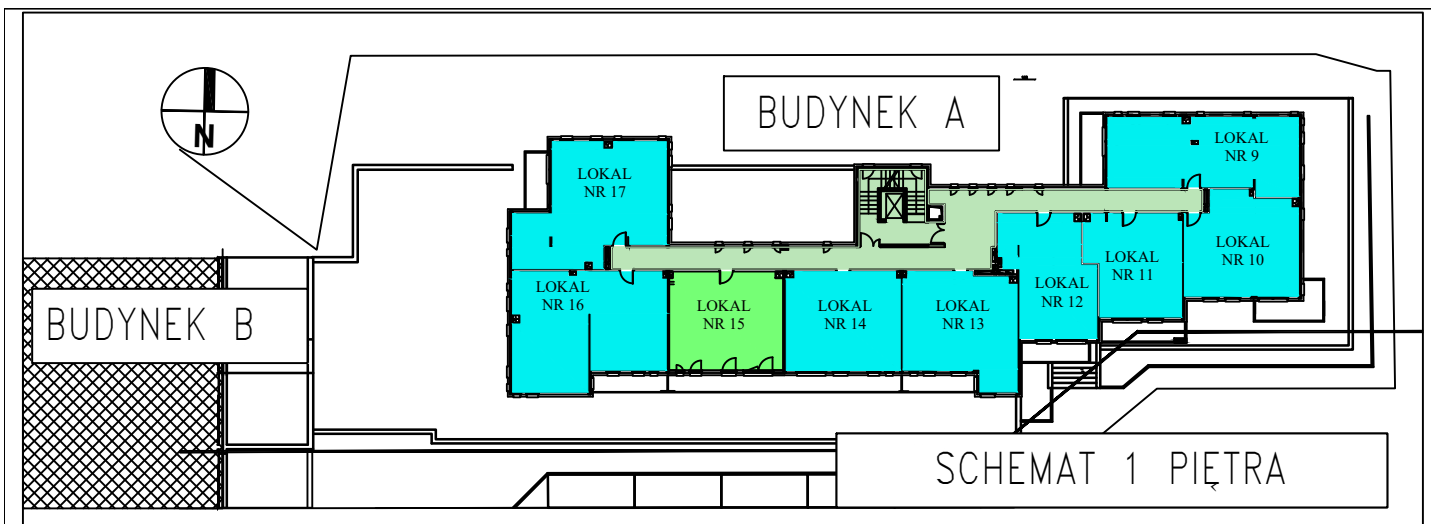 BUDYNEK A
N
LOKAL
NR 9
LOKAL
NR 17
LOKAL
NR 10
LOKAL
NR 11
LOKAL
NR 12
LOKAL
NR 16
LOKAL
NR 15
LOKAL
NR 14
LOKAL
NR 13
BUDYNEK B
SCHEMAT 1 PIĘTRA